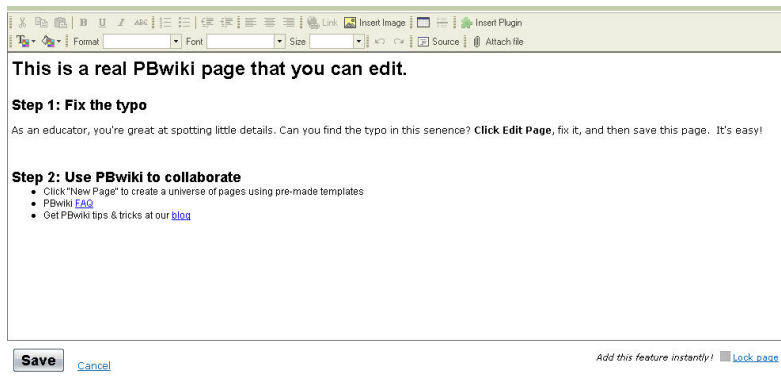 B U I ABC Link Insert Image Insert Plugin
Format Font Size Source Attach file
This is a real PBwiki page that you can edit.
Step 1: Fix the typo
As an educator, you're great at spotting little details. Can you find the typo in this senence? Click Edit Page, fix it, and then save this page. It's easy!
Step 2: Use PBwiki to collaborate
Click "New Page" to create a universe of pages using pre-made templates
PBwiki FAQ
Get PBwiki tips & tricks at our blog
Add this feature instantly! Lock page
Save Cancel